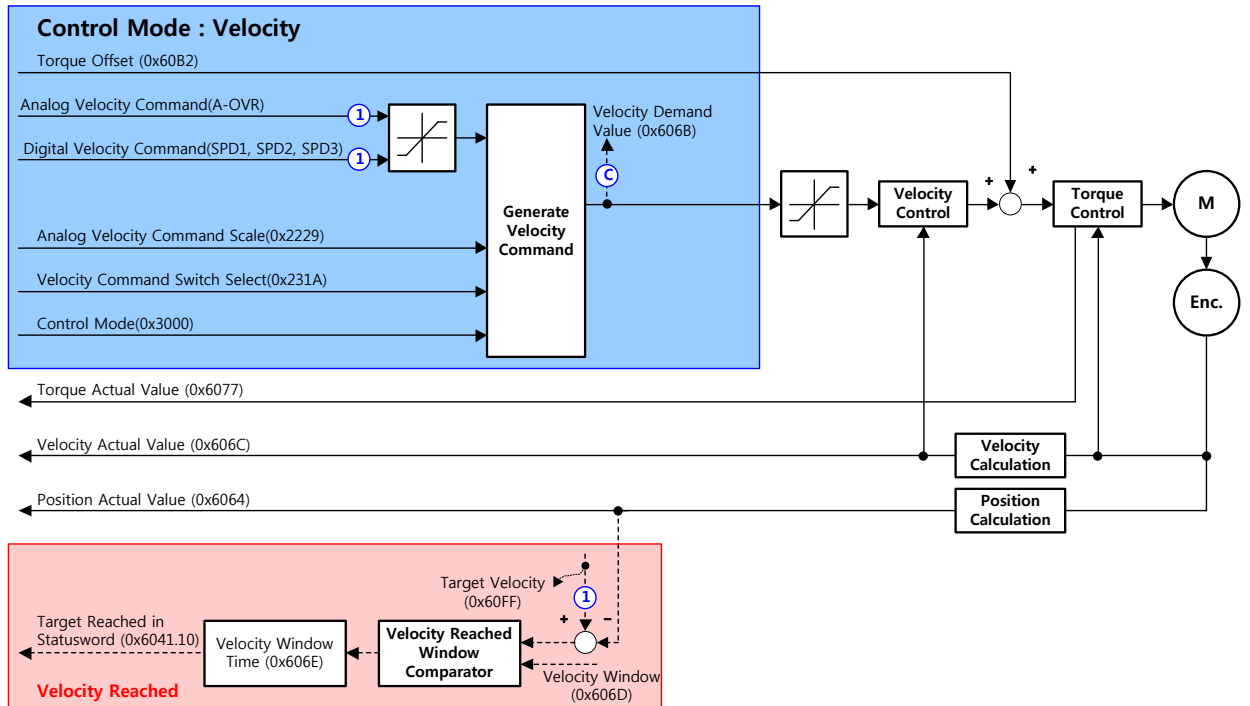 Control Mode : Velocity
Torque Offset (0x60B2)
Analog Velocity Command(A-OVR)
1
Digital Velocity Command(SPD1, SPD2, SPD3)
1
Velocity Demand
Value (0x606B)
C
Generate
Velocity
Command
Analog Velocity Command Scale(0x2229)
Velocity Command Switch Select(0x231A)
Control Mode(0x3000)
Velocity
Control
+
+
Torque
Control
M
Enc.
Torque Actual Value (0x6077)
Velocity Actual Value (0x606C)
Velocity
Calculation
Position Actual Value (0x6064)
Position
Calculation
Target Velocity
(0x60FF)
1
+
−
Target Reached in
Statusword (0x6041.10)
Velocity Window
Time (0x606E)
Velocity Reached
Window
Comparator
Velocity Window
(0x606D)
Velocity Reached